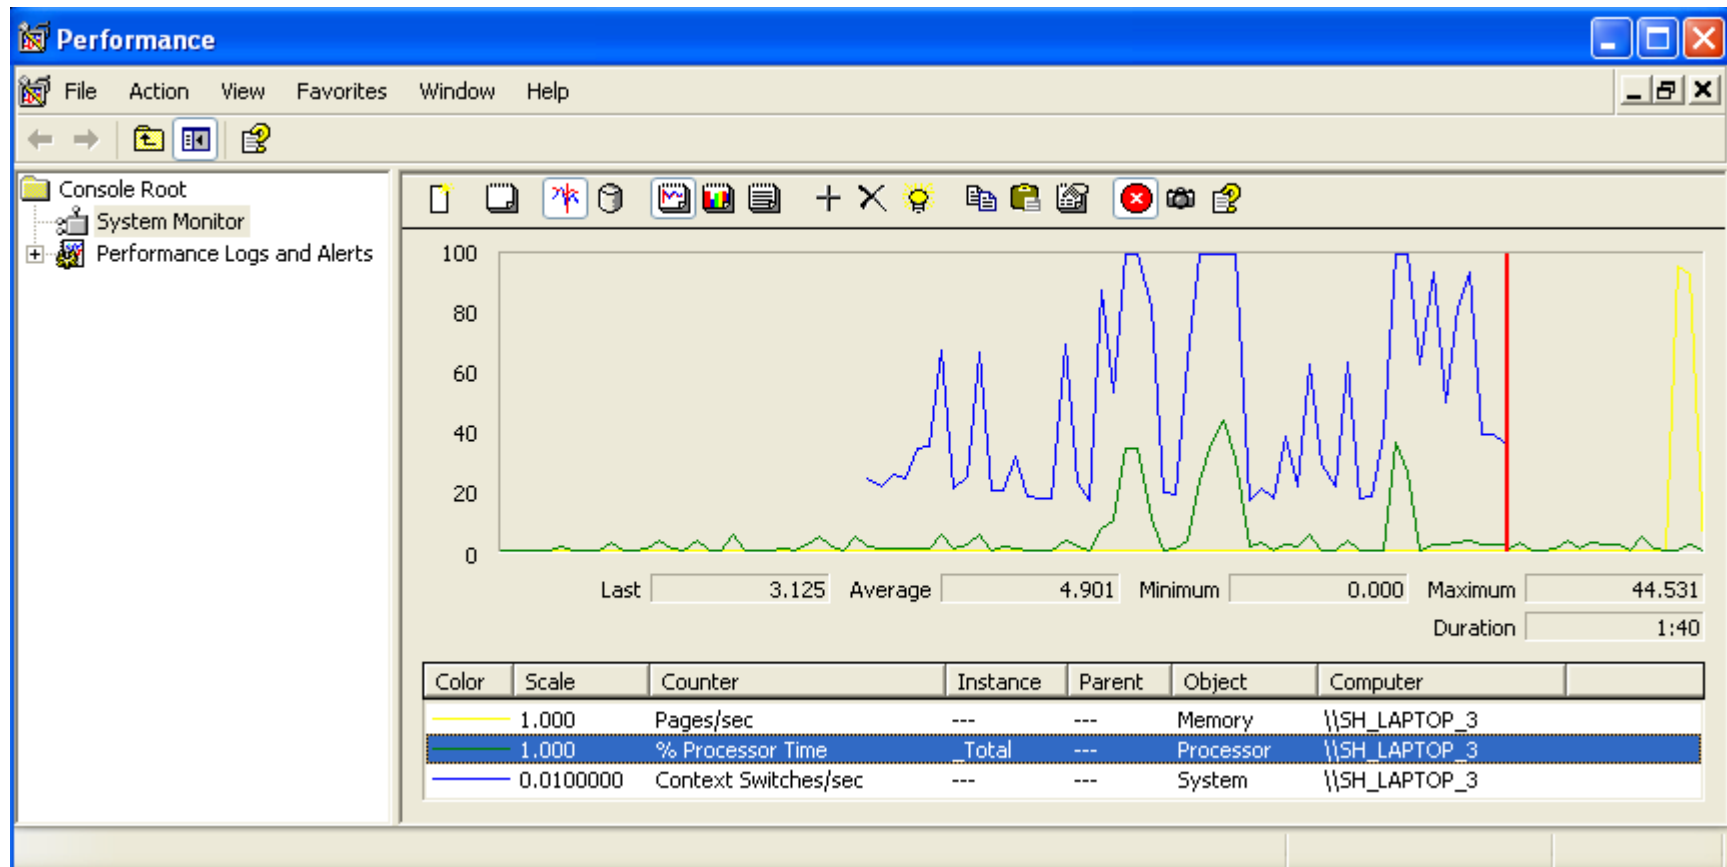 Performance
File Action View Favorites Window Help
Console Root
System Monitor
Performance Logs and Alerts
100
80
60
40
20
0
Last 3.125 Average 4.901 Minimum 0.000 Maximum 44.531
Duration 1:40
Color Scale Counter Instance Parent Object Computer
1.000 Pages/sec --- --- Memory \\SH_LAPTOP_3
1.000 % Processor Time _Total --- Processor \\SH_LAPTOP_3
0.0100000 Context Switches/sec --- --- System \\SH_LAPTOP_3